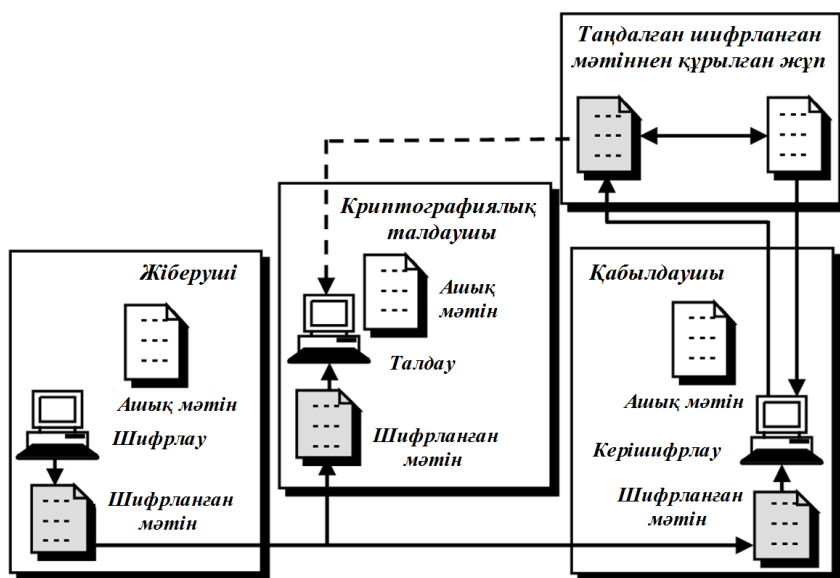 Таңдалған шифрланған
мәтіннен құрылған жұп
Криптографиялық
талдаушы
Ашық
мәтін
Талдау
Шифрланған
мәтін
Жіберуші
Ашық мәтін
Шифрлау
Шифрланған
мәтін
Қабылдаушы
Ашық мәтін
Керішифрлау
Шифрланған
мәтін